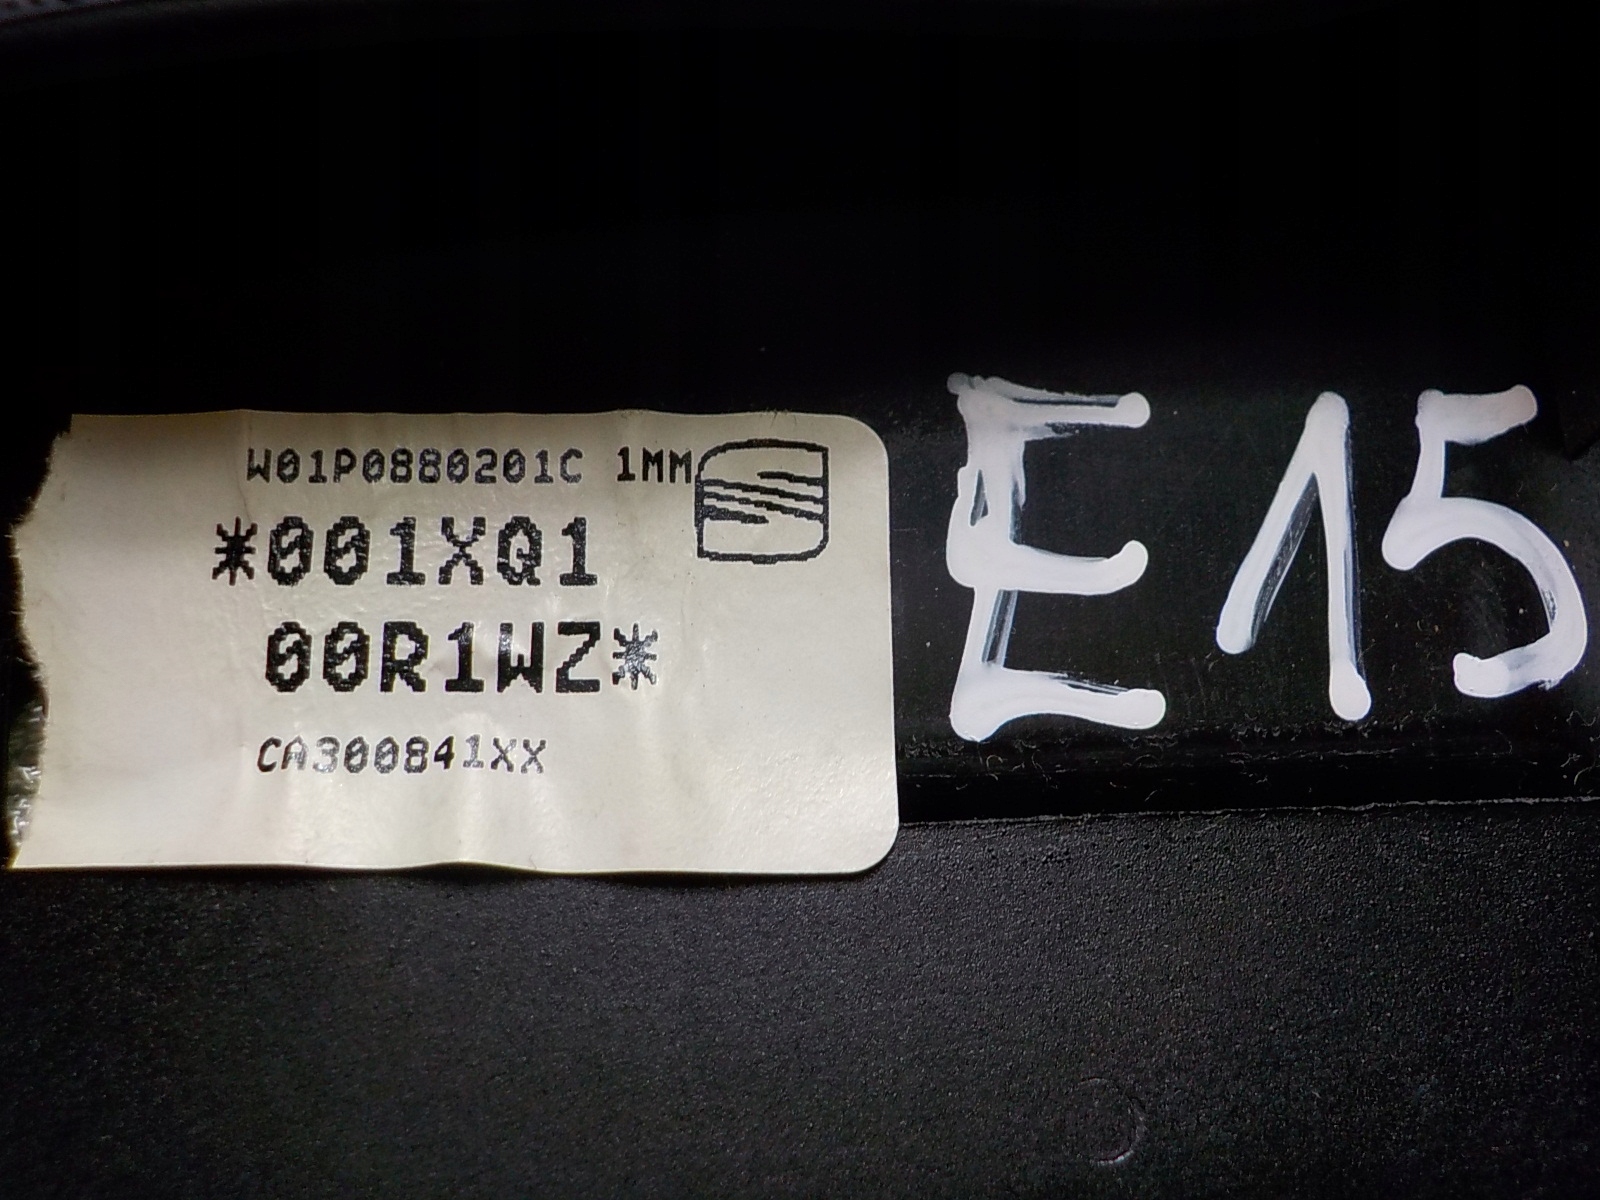 W01P0880201C 1MM
*001XQ1
00R1WZ*
CA300841XX
E15